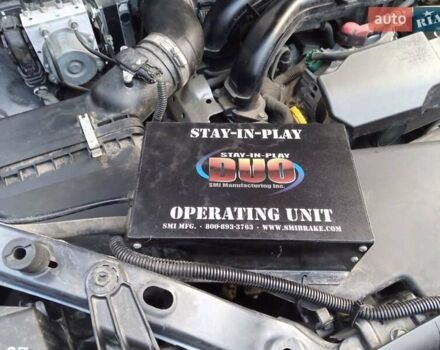 auto
RIA
STAY-IN-PLAY
STAY-IN-PLAY
DUO
SMI Manufacturing Inc.
OPERATING UNIT
SMI MFG. · 800-893-3763 · WWW.SMIBRAKE.COM